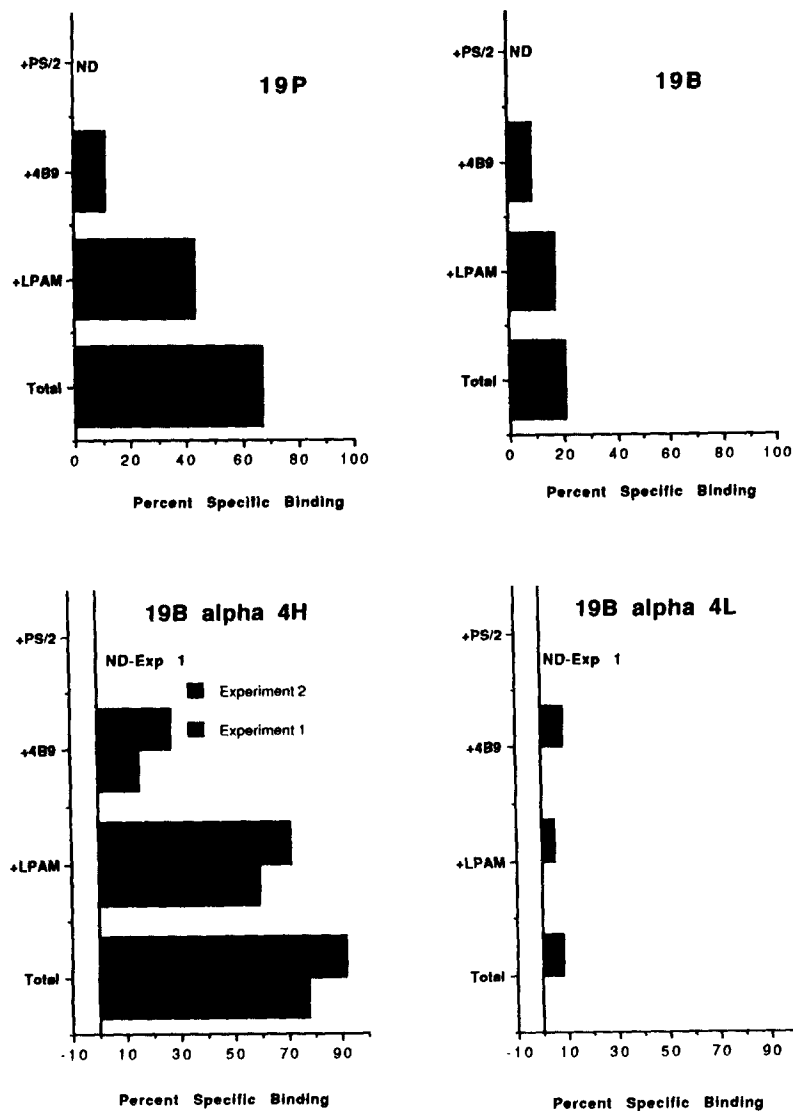 19P
+PS/2
ND
+4B9
+LPAM
Total
0 20 40 60 80 100
Percent Specific Binding
19B
+PS/2
ND
+4B9
+LPAM
Total
0 20 40 60 80 100
Percent Specific Binding
19B alpha 4H
+PS/2
ND-Exp 1
Experiment 2
Experiment 1
+4B9
+LPAM
Total
-10 10 30 50 70 90
Percent Specific Binding
19B alpha 4L
+PS/2
ND-Exp 1
+4B9
+LPAM
Total
-10 10 30 50 70 90
Percent Specific Binding